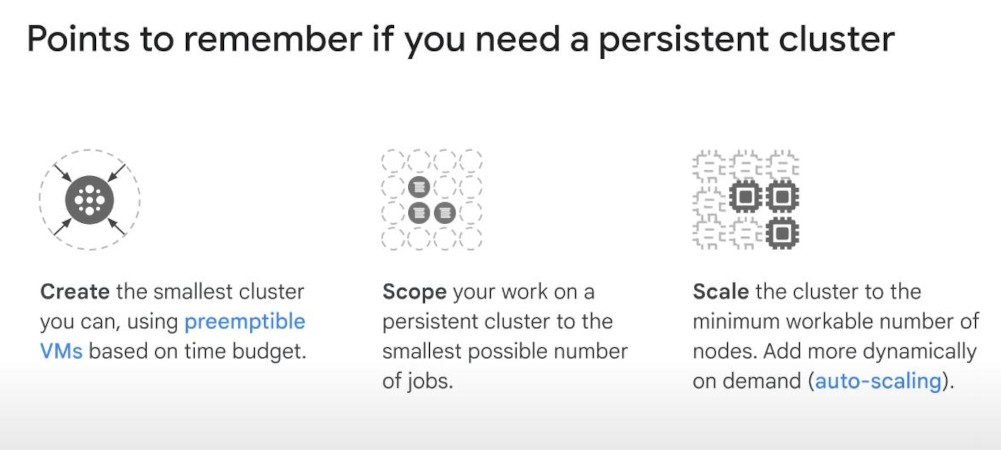 Points to remember if you need a persistent cluster
Create the smallest cluster
you can, using preemptible
VMs based on time budget.
Scope your work on a
persistent cluster to the
smallest possible number
of jobs.
Scale the cluster to the
minimum workable number of
nodes. Add more dynamically
on demand (auto-scaling).